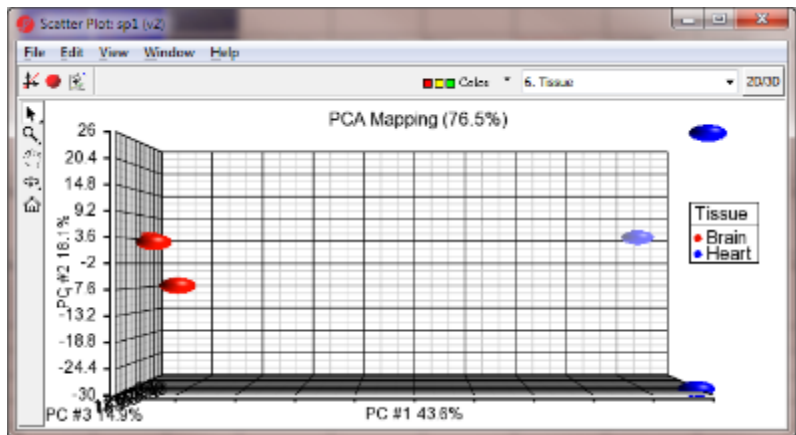 Scatter Plot: sp1 (v2)
File Edit View Window Help
Color * 6. Tissue 2D/3D
PCA Mapping (76.5%)
26
20.4
14.8
9.2
3.6
-2
-7.6
-13.2
-18.8
-24.4
-30
PC #2 18.1%
Tissue
Brain
Heart
PC #3 14.9%
PC #1 43.6%